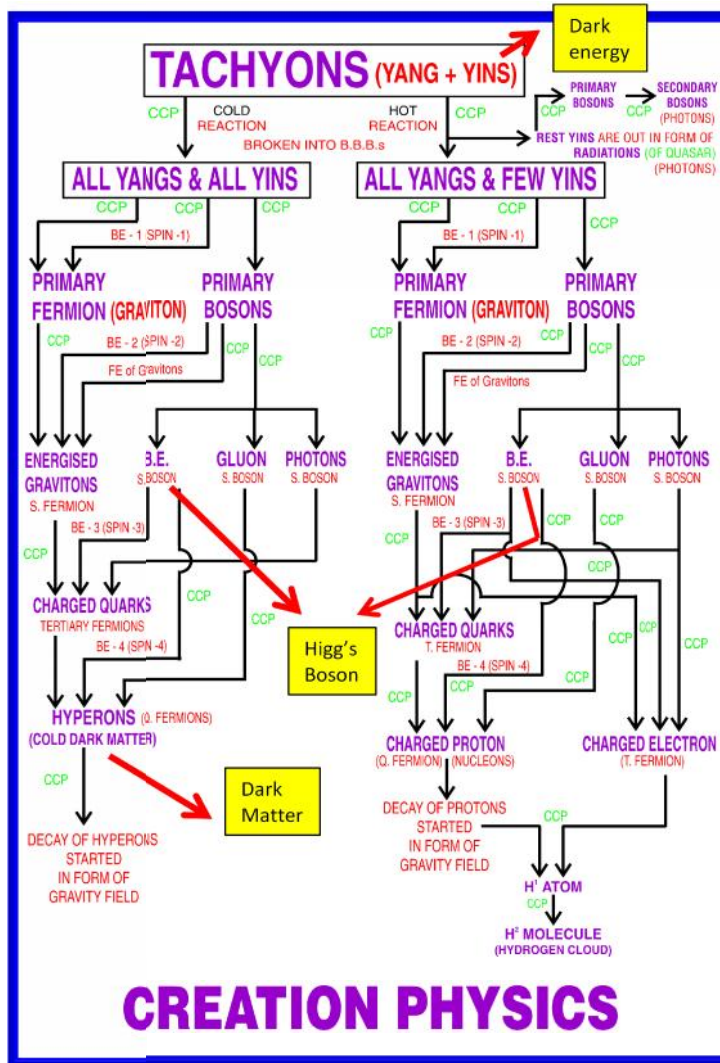 Dark
energy
TACHYONS (YANG + YINS)
CCP
COLD
REACTION
HOT
REACTION
CCP
BROKEN INTO B.B.B.s
PRIMARY
BOSONS
CCP
SECONDARY
BOSONS
(PHOTONS)
CCP
REST YINS ARE OUT IN FORM OF
RADIATIONS (OF QUASAR)
(PHOTONS)
ALL YANGS & ALL YINS
CCP
CCP
CCP
BE - 1 (SPIN -1)
PRIMARY
FERMION (GRAVITON)
PRIMARY
BOSONS
CCP
BE - 2 (SPIN -2)
CCP
CCP
FE of Gravitons
ENERGISED
GRAVITONS
S. FERMION
B.E.
S.BOSON
GLUON
S. BOSON
PHOTONS
S. BOSON
BE - 3 (SPIN -3)
CCP
CCP
CCP
CHARGED QUARKS
TERTIARY FERMIONS
BE - 4 (SPIN -4)
HYPERONS (Q. FERMIONS)
(COLD DARK MATTER)
CCP
DECAY OF HYPERONS
STARTED
IN FORM OF
GRAVITY FIELD
Higg's
Boson
Dark
Matter
ALL YANGS & FEW YINS
CCP
CCP
CCP
BE - 1 (SPIN -1)
PRIMARY
FERMION (GRAVITON)
PRIMARY
BOSONS
CCP
BE - 2 (SPIN -2)
CCP
CCP
FE of Gravitons
ENERGISED
GRAVITONS
S. FERMION
B.E.
S. BOSON
GLUON
S. BOSON
PHOTONS
S. BOSON
BE - 3 (SPIN -3)
CCP
CCP
CCP
CCP
CHARGED QUARKS
T. FERMION
BE - 4 (SPIN -4)
CCP
CCP
CCP
CCP
CCP
CCP
CHARGED PROTON
(Q. FERMION) (NUCLEONS)
CHARGED ELECTRON
(T. FERMION)
DECAY OF PROTONS
STARTED
IN FORM OF
GRAVITY FIELD
CCP
H¹ ATOM
CCP
H² MOLECULE
(HYDROGEN CLOUD)
CREATION PHYSICS